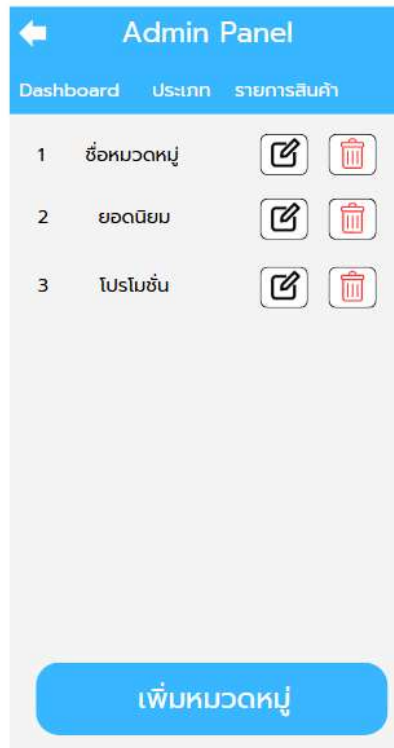 Admin Panel
Dashboard ประเภท รายการสินค้า
1 ชื่อหมวดหมู่
2 ยอดนิยม
3 โปรโมชั่น
เพิ่มหมวดหมู่